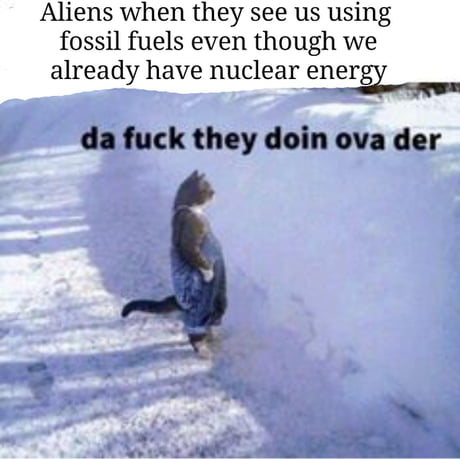 Aliens when they see us using
fossil fuels even though we
already have nuclear energy
da fuck they doin ova der